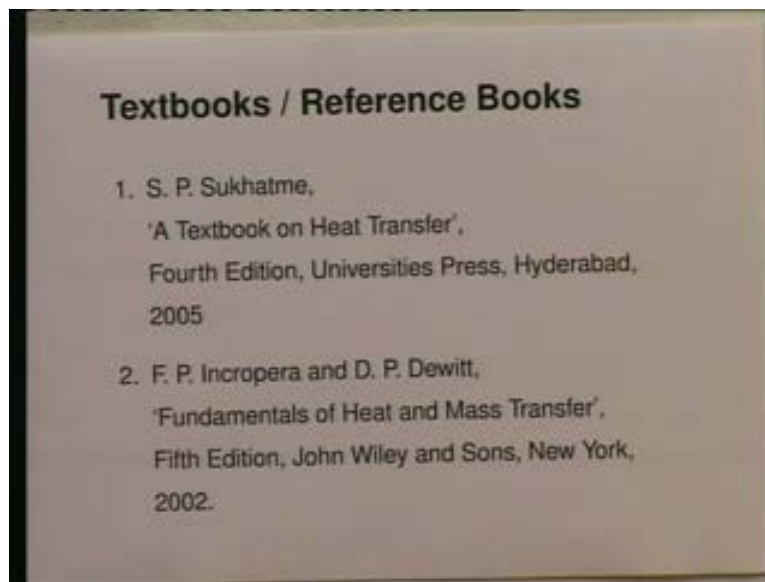 Textbooks / Reference Books
1. S. P. Sukhatme,
'A Textbook on Heat Transfer',
Fourth Edition, Universities Press, Hyderabad,
2005
2. F. P. Incropera and D. P. Dewitt,
'Fundamentals of Heat and Mass Transfer',
Fifth Edition, John Wiley and Sons, New York,
2002.